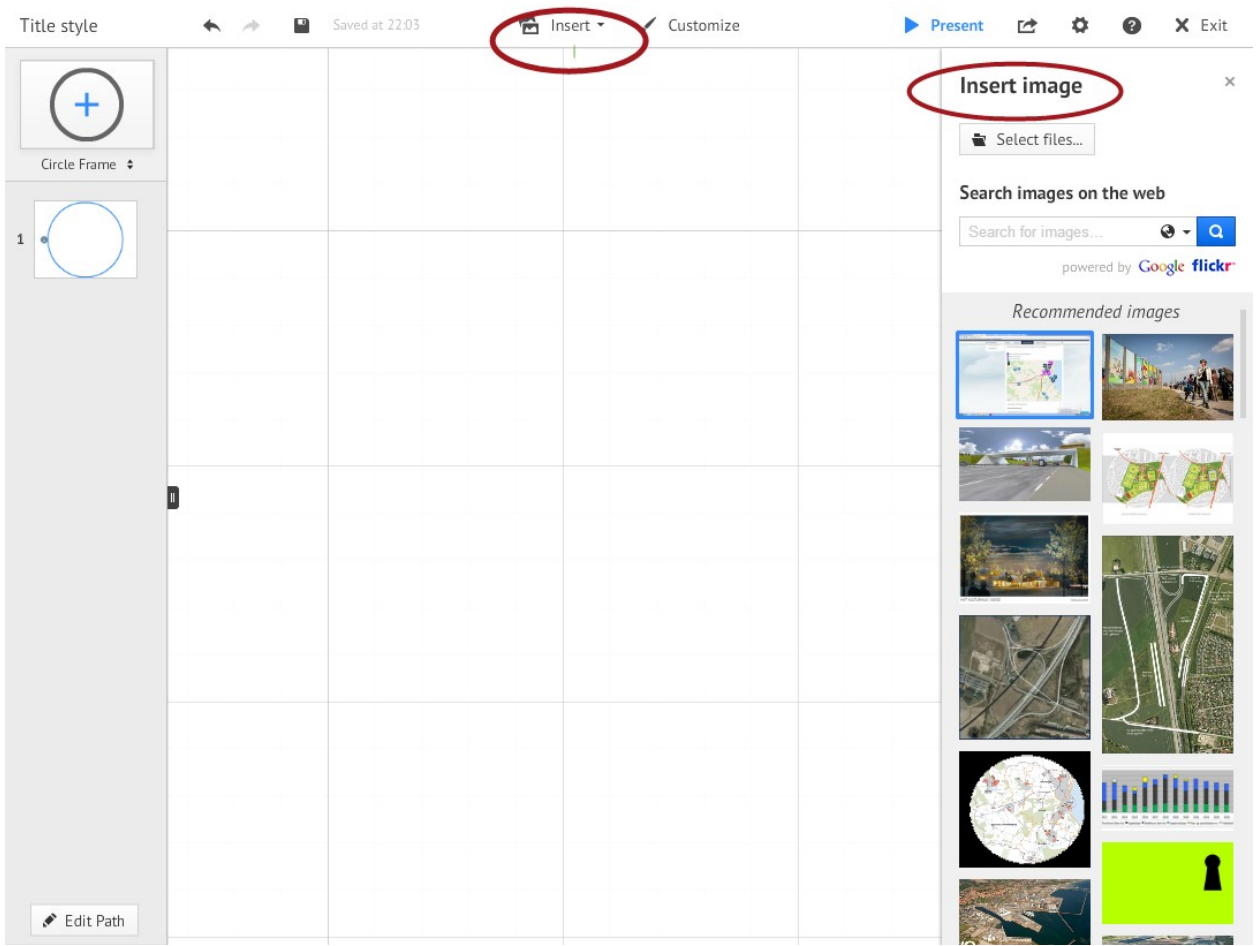 Title style
Saved at 22:03
Insert
Customize
Present
Exit
Circle Frame
1
Edit Path
Insert image
Select files...
Search images on the web
Search for images...
powered by Google flickr
Recommended images